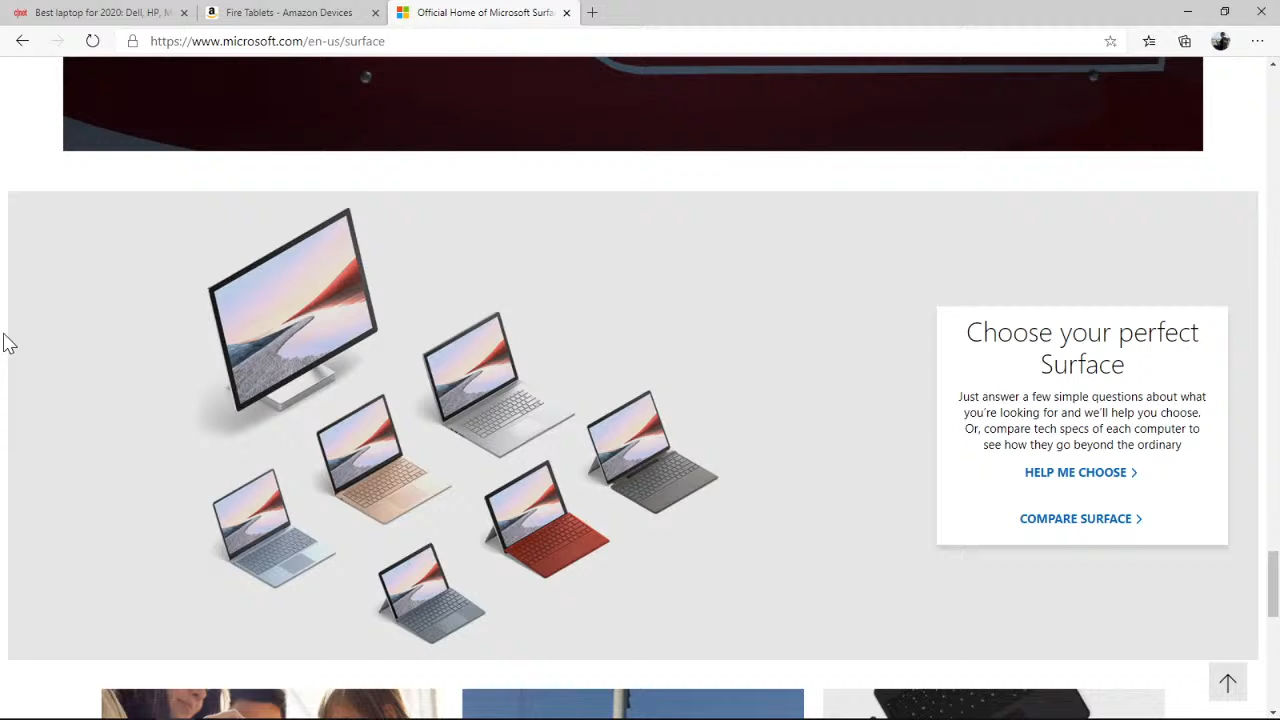 cnet Best laptop for 2020: Dell, HP, M
Fire Tablets - Amazon Devices
Official Home of Microsoft Surfa
https://www.microsoft.com/en-us/surface
Choose your perfect
Surface
Just answer a few simple questions about what
you're looking for and we'll help you choose.
Or, compare tech specs of each computer to
see how they go beyond the ordinary
HELP ME CHOOSE
COMPARE SURFACE